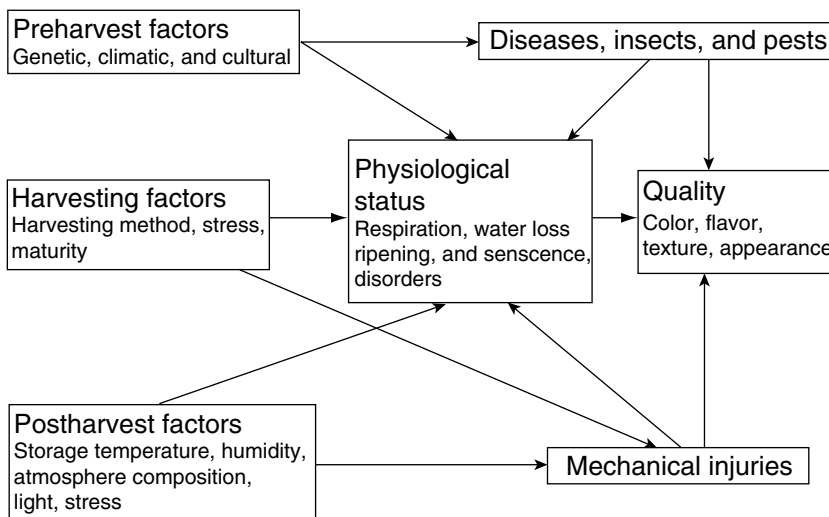 Preharvest factors
Genetic, climatic, and cultural
Diseases, insects, and pests
Physiological
status
Respiration, water loss
ripening, and senscence,
disorders
Harvesting factors
Harvesting method, stress,
maturity
Quality
Color, flavor,
texture, appearance
Postharvest factors
Storage temperature, humidity,
atmosphere composition,
light, stress
Mechanical injuries